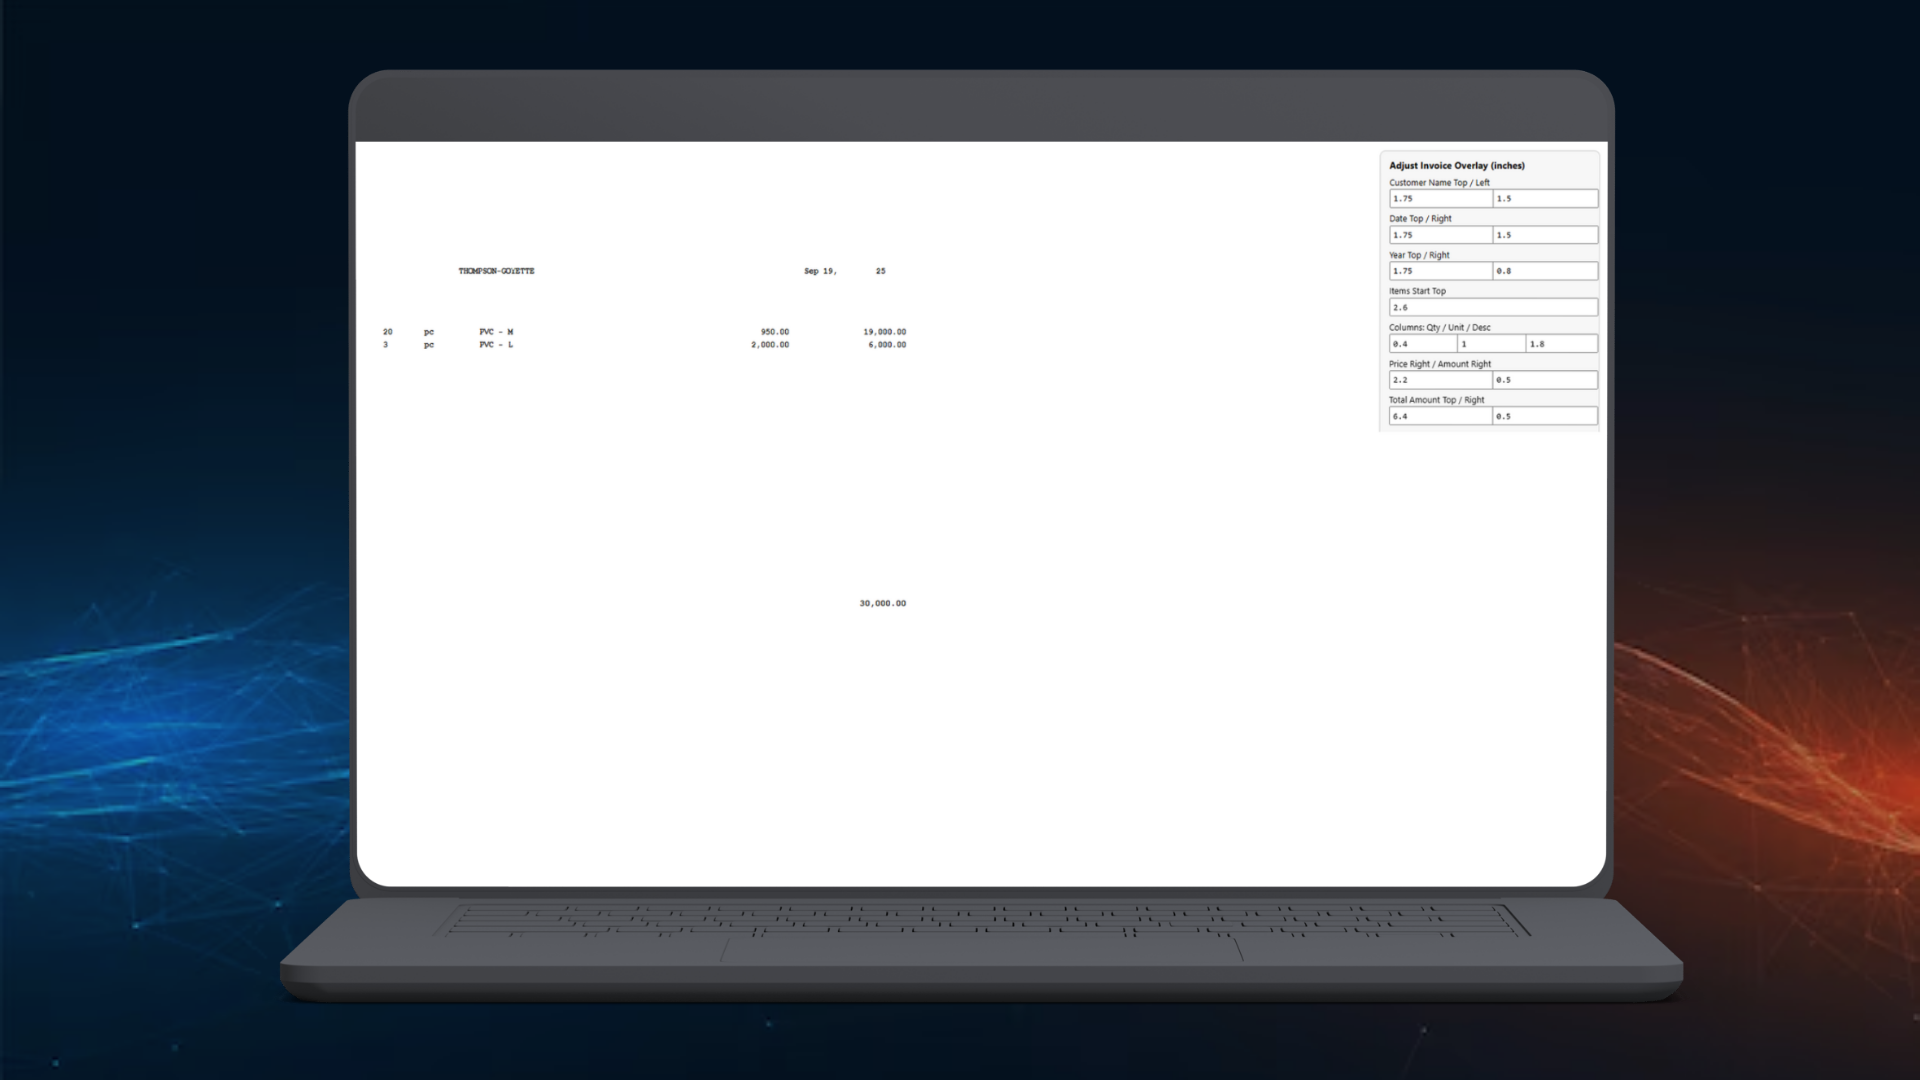 Adjust Invoice Overlay (inches)
Customer Name Top / Left
1.75 1.5
Date Top / Right
1.75 1.5
Year Top / Right
1.75 0.8
Items Start Top
2.6
Columns: Qty / Unit / Desc
0.4 1 1.8
Price Right / Amount Right
2.2 0.5
Total Amount Top / Right
6.4 0.5
THOMPSON-GOYETTE Sep 19, 25
20 pc PVC - M 950.00 19,000.00
3 pc PVC - L 2,000.00 6,000.00
30,000.00